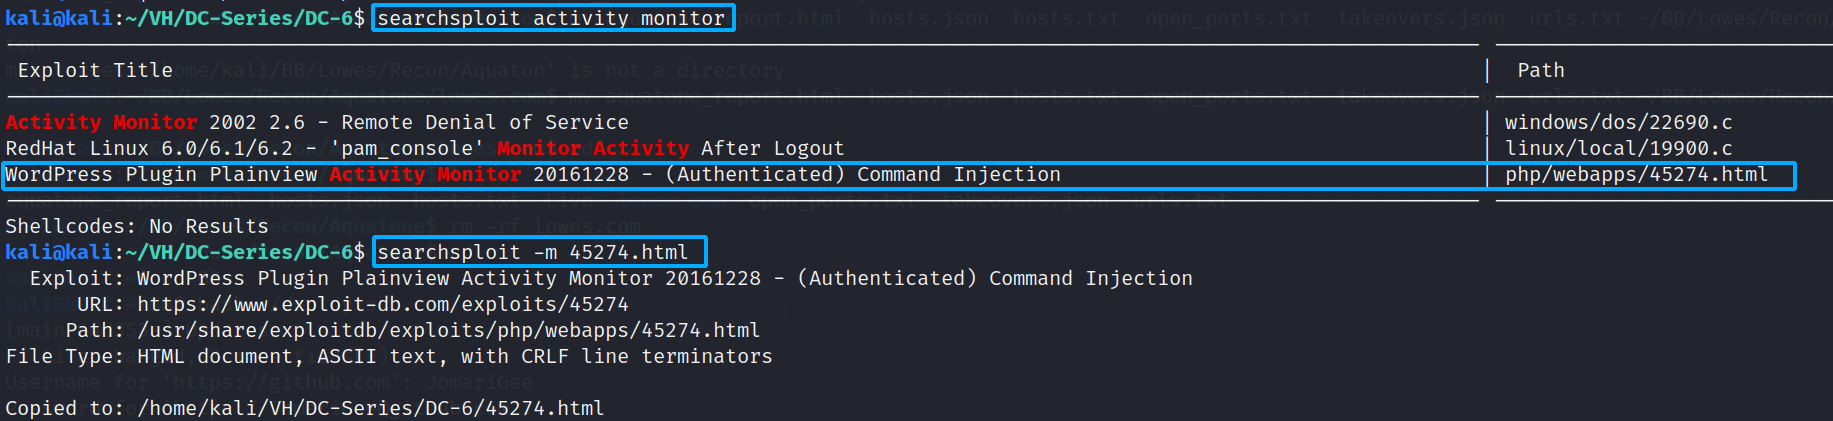 kali@kali:~/VH/DC-Series/DC-6$ searchsploit activity monitor
Exploit Title | Path
Activity Monitor 2002 2.6 - Remote Denial of Service | windows/dos/22690.c
RedHat Linux 6.0/6.1/6.2 - 'pam_console' Monitor Activity After Logout | linux/local/19900.c
WordPress Plugin Plainview Activity Monitor 20161228 - (Authenticated) Command Injection | php/webapps/45274.html
Shellcodes: No Results
kali@kali:~/VH/DC-Series/DC-6$ searchsploit -m 45274.html
Exploit: WordPress Plugin Plainview Activity Monitor 20161228 - (Authenticated) Command Injection
URL: https://www.exploit-db.com/exploits/45274
Path: /usr/share/exploitdb/exploits/php/webapps/45274.html
File Type: HTML document, ASCII text, with CRLF line terminators
Username for 'https://github.com': JomariGee
Copied to: /home/kali/VH/DC-Series/DC-6/45274.html